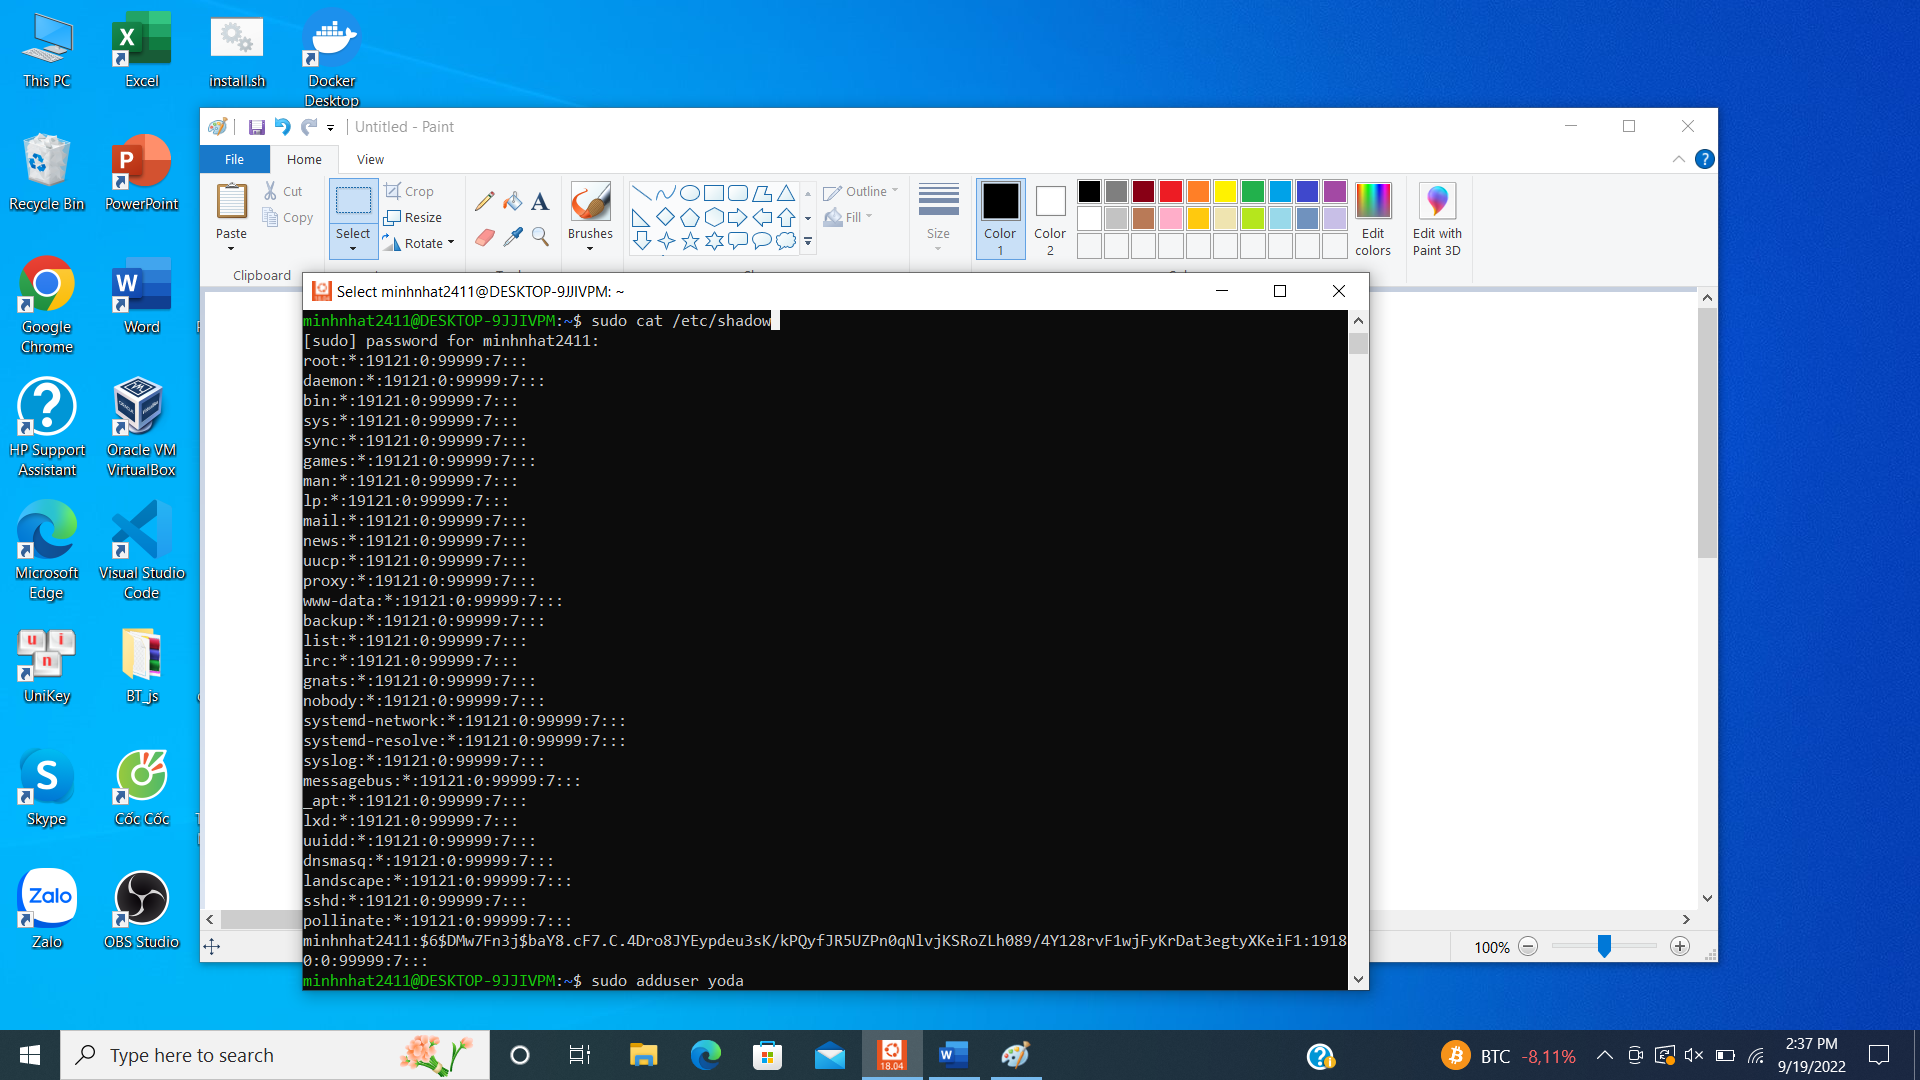 This PC
Excel
install.sh
Docker Desktop
Recycle Bin
PowerPoint
Google Chrome
Word
HP Support Assistant
Oracle VM VirtualBox
Microsoft Edge
Visual Studio Code
UniKey
BT_js
Skype
Cốc Cốc
Zalo
OBS Studio
Untitled - Paint
File
Home
View
Paste
Cut
Copy
Clipboard
Select
Crop
Resize
Rotate
Brushes
Outline
Fill
Size
Color 1
Color 2
Edit colors
Edit with Paint 3D
18.04
Select minhnhat2411@DESKTOP-9JJIVPM: ~
minhnhat2411@DESKTOP-9JJIVPM:~$ sudo cat /etc/shadow
[sudo] password for minhnhat2411:
root:*:19121:0:99999:7:::
daemon:*:19121:0:99999:7:::
bin:*:19121:0:99999:7:::
sys:*:19121:0:99999:7:::
sync:*:19121:0:99999:7:::
games:*:19121:0:99999:7:::
man:*:19121:0:99999:7:::
lp:*:19121:0:99999:7:::
mail:*:19121:0:99999:7:::
news:*:19121:0:99999:7:::
uucp:*:19121:0:99999:7:::
proxy:*:19121:0:99999:7:::
www-data:*:19121:0:99999:7:::
backup:*:19121:0:99999:7:::
list:*:19121:0:99999:7:::
irc:*:19121:0:99999:7:::
gnats:*:19121:0:99999:7:::
nobody:*:19121:0:99999:7:::
systemd-network:*:19121:0:99999:7:::
systemd-resolve:*:19121:0:99999:7:::
syslog:*:19121:0:99999:7:::
messagebus:*:19121:0:99999:7:::
_apt:*:19121:0:99999:7:::
lxd:*:19121:0:99999:7:::
uuidd:*:19121:0:99999:7:::
dnsmasq:*:19121:0:99999:7:::
landscape:*:19121:0:99999:7:::
sshd:*:19121:0:99999:7:::
pollinate:*:19121:0:99999:7:::
minhnhat2411:$6$DMw7Fn3j$baY8.cF7.C.4Dro8JYEypdeu3sK/kPQyfJR5UZPn0qNlvjKSRoZLh089/4Y128rvF1wjFyKrDat3egtyXKeiF1:1918
0:0:99999:7:::
minhnhat2411@DESKTOP-9JJIVPM:~$ sudo adduser yoda
100%
Type here to search
18.04
BTC -8,11%
2:37 PM
9/19/2022